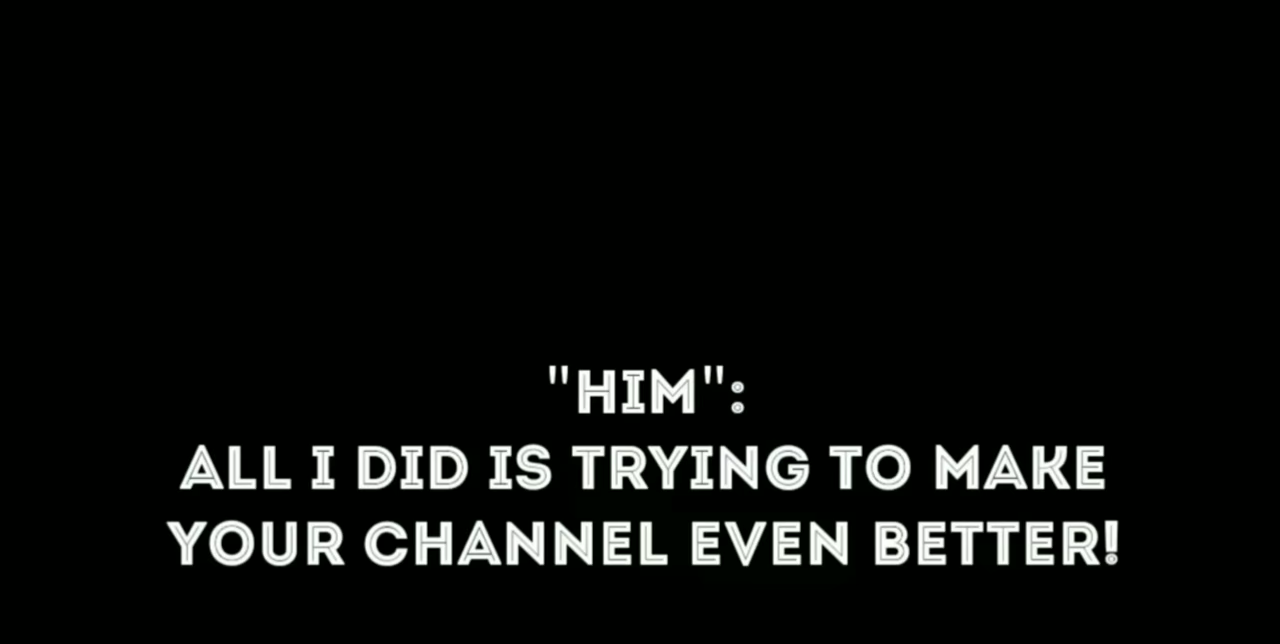 "HIM":
ALL I DID IS TRYING TO MAKE
YOUR CHANNEL EVEN BETTER!